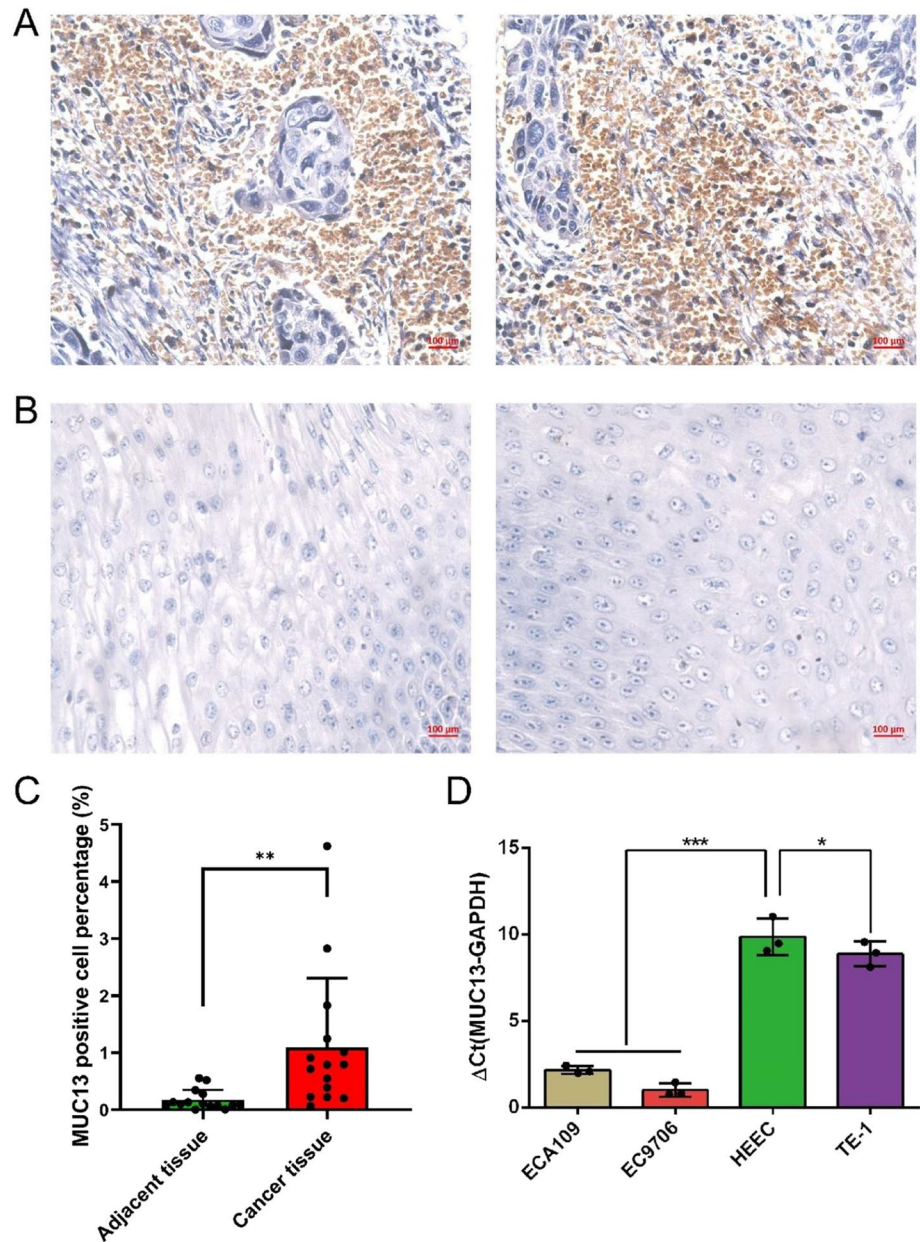 A
100 µm
100 µm
B
100 µm
100 µm
C
MUC13 positive cell percentage (%)
5
4
3
2
1
0
**
Adjacent tissue
Cancer tissue
D
ΔCt(MUC13-GAPDH)
15
10
5
0
***
*
ECA109
EC9706
HEEC
TE-1